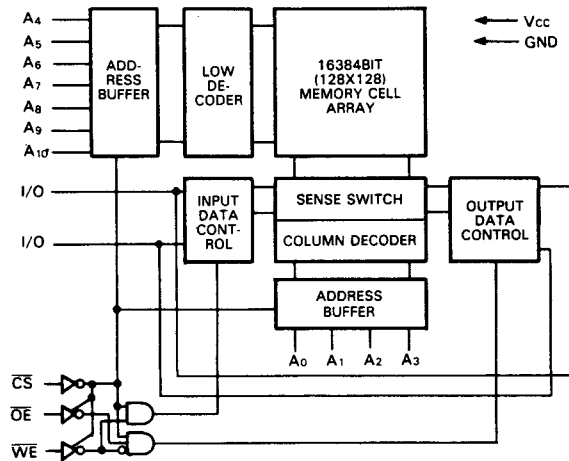 A4
A5
A6
A7
A8
A9
A10
ADD-
RESS
BUFFER
LOW
DE-
CODER
16384BIT
(128X128)
MEMORY CELL
ARRAY
Vcc
GND
I/O
I/O
INPUT
DATA
CONT-
ROL
SENSE SWITCH
COLUMN DECODER
OUTPUT
DATA
CONTROL
ADDRESS
BUFFER
A0 A1 A2 A3
CS
OE
WE